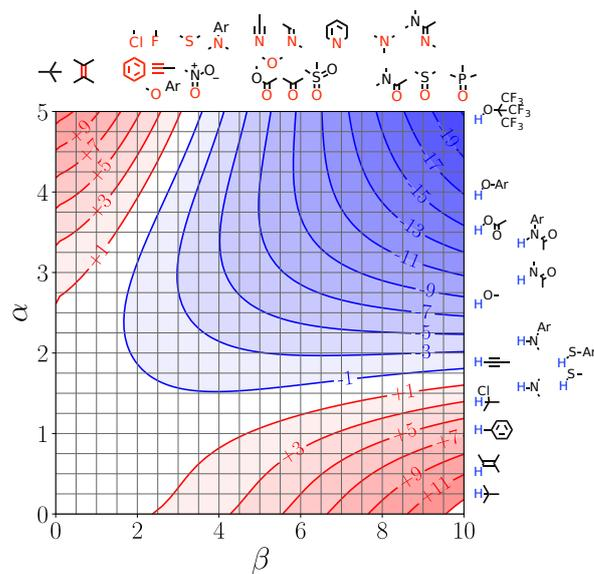 Ar
N
Cl F S N N N N N N
O
O Ar N⁺ O⁻ O S O
O O O O N S P
O O O O
5
4
3
2
1
0
α
+9
+7
+5
+3
+1
-19
-17
-15
-13
-11
-9
-7
-5
-3
-1
+1
+3
+5
+7
+9
+11
0 2 4 6 8 10
β
CF₃
H O CF₃
CF₃
H O-Ar
H O O
Ar
H N O
H N O
H O-
Ar
H-N
H S-Ar
H
H S-
Cl
H
H-N
H
H
H